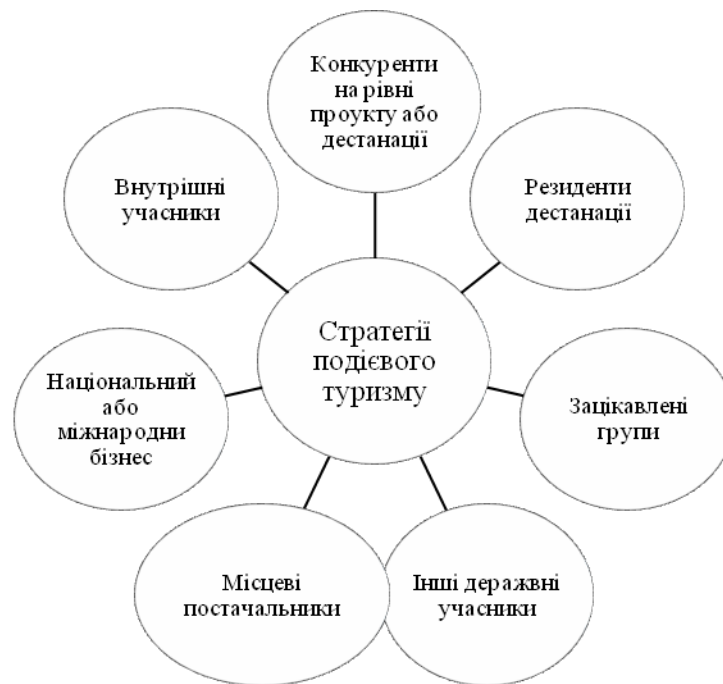 Конкуренти
на рівні
проукту або
дестанації
Внутрішні
учасники
Резиденти
дестанації
Стратегії
подієвого
туризму
Національний
або
міжнародни
бізнес
Зацікавлені
групи
Місцеві
постачальники
Інші деражвні
учасники